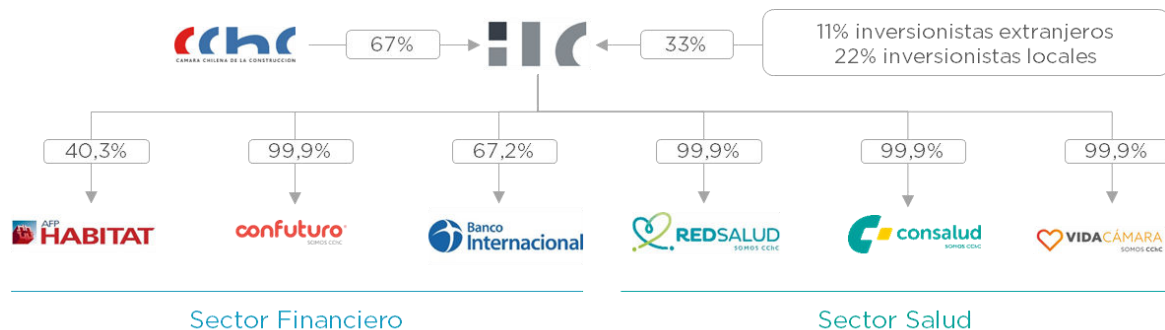 cchc
CAMARA CHILENA DE LA CONSTRUCCIÓN
67%
ILC
33%
11% inversionistas extranjeros
22% inversionistas locales
40,3%
99,9%
67,2%
99,9%
99,9%
99,9%
AFP
HABITAT
confuturo
SOMOS CChC
Banco
Internacional
REDSALUD
SOMOS CChC
consalud
SOMOS CChC
VIDACÁMARA
SOMOS CChC
Sector Financiero
Sector Salud